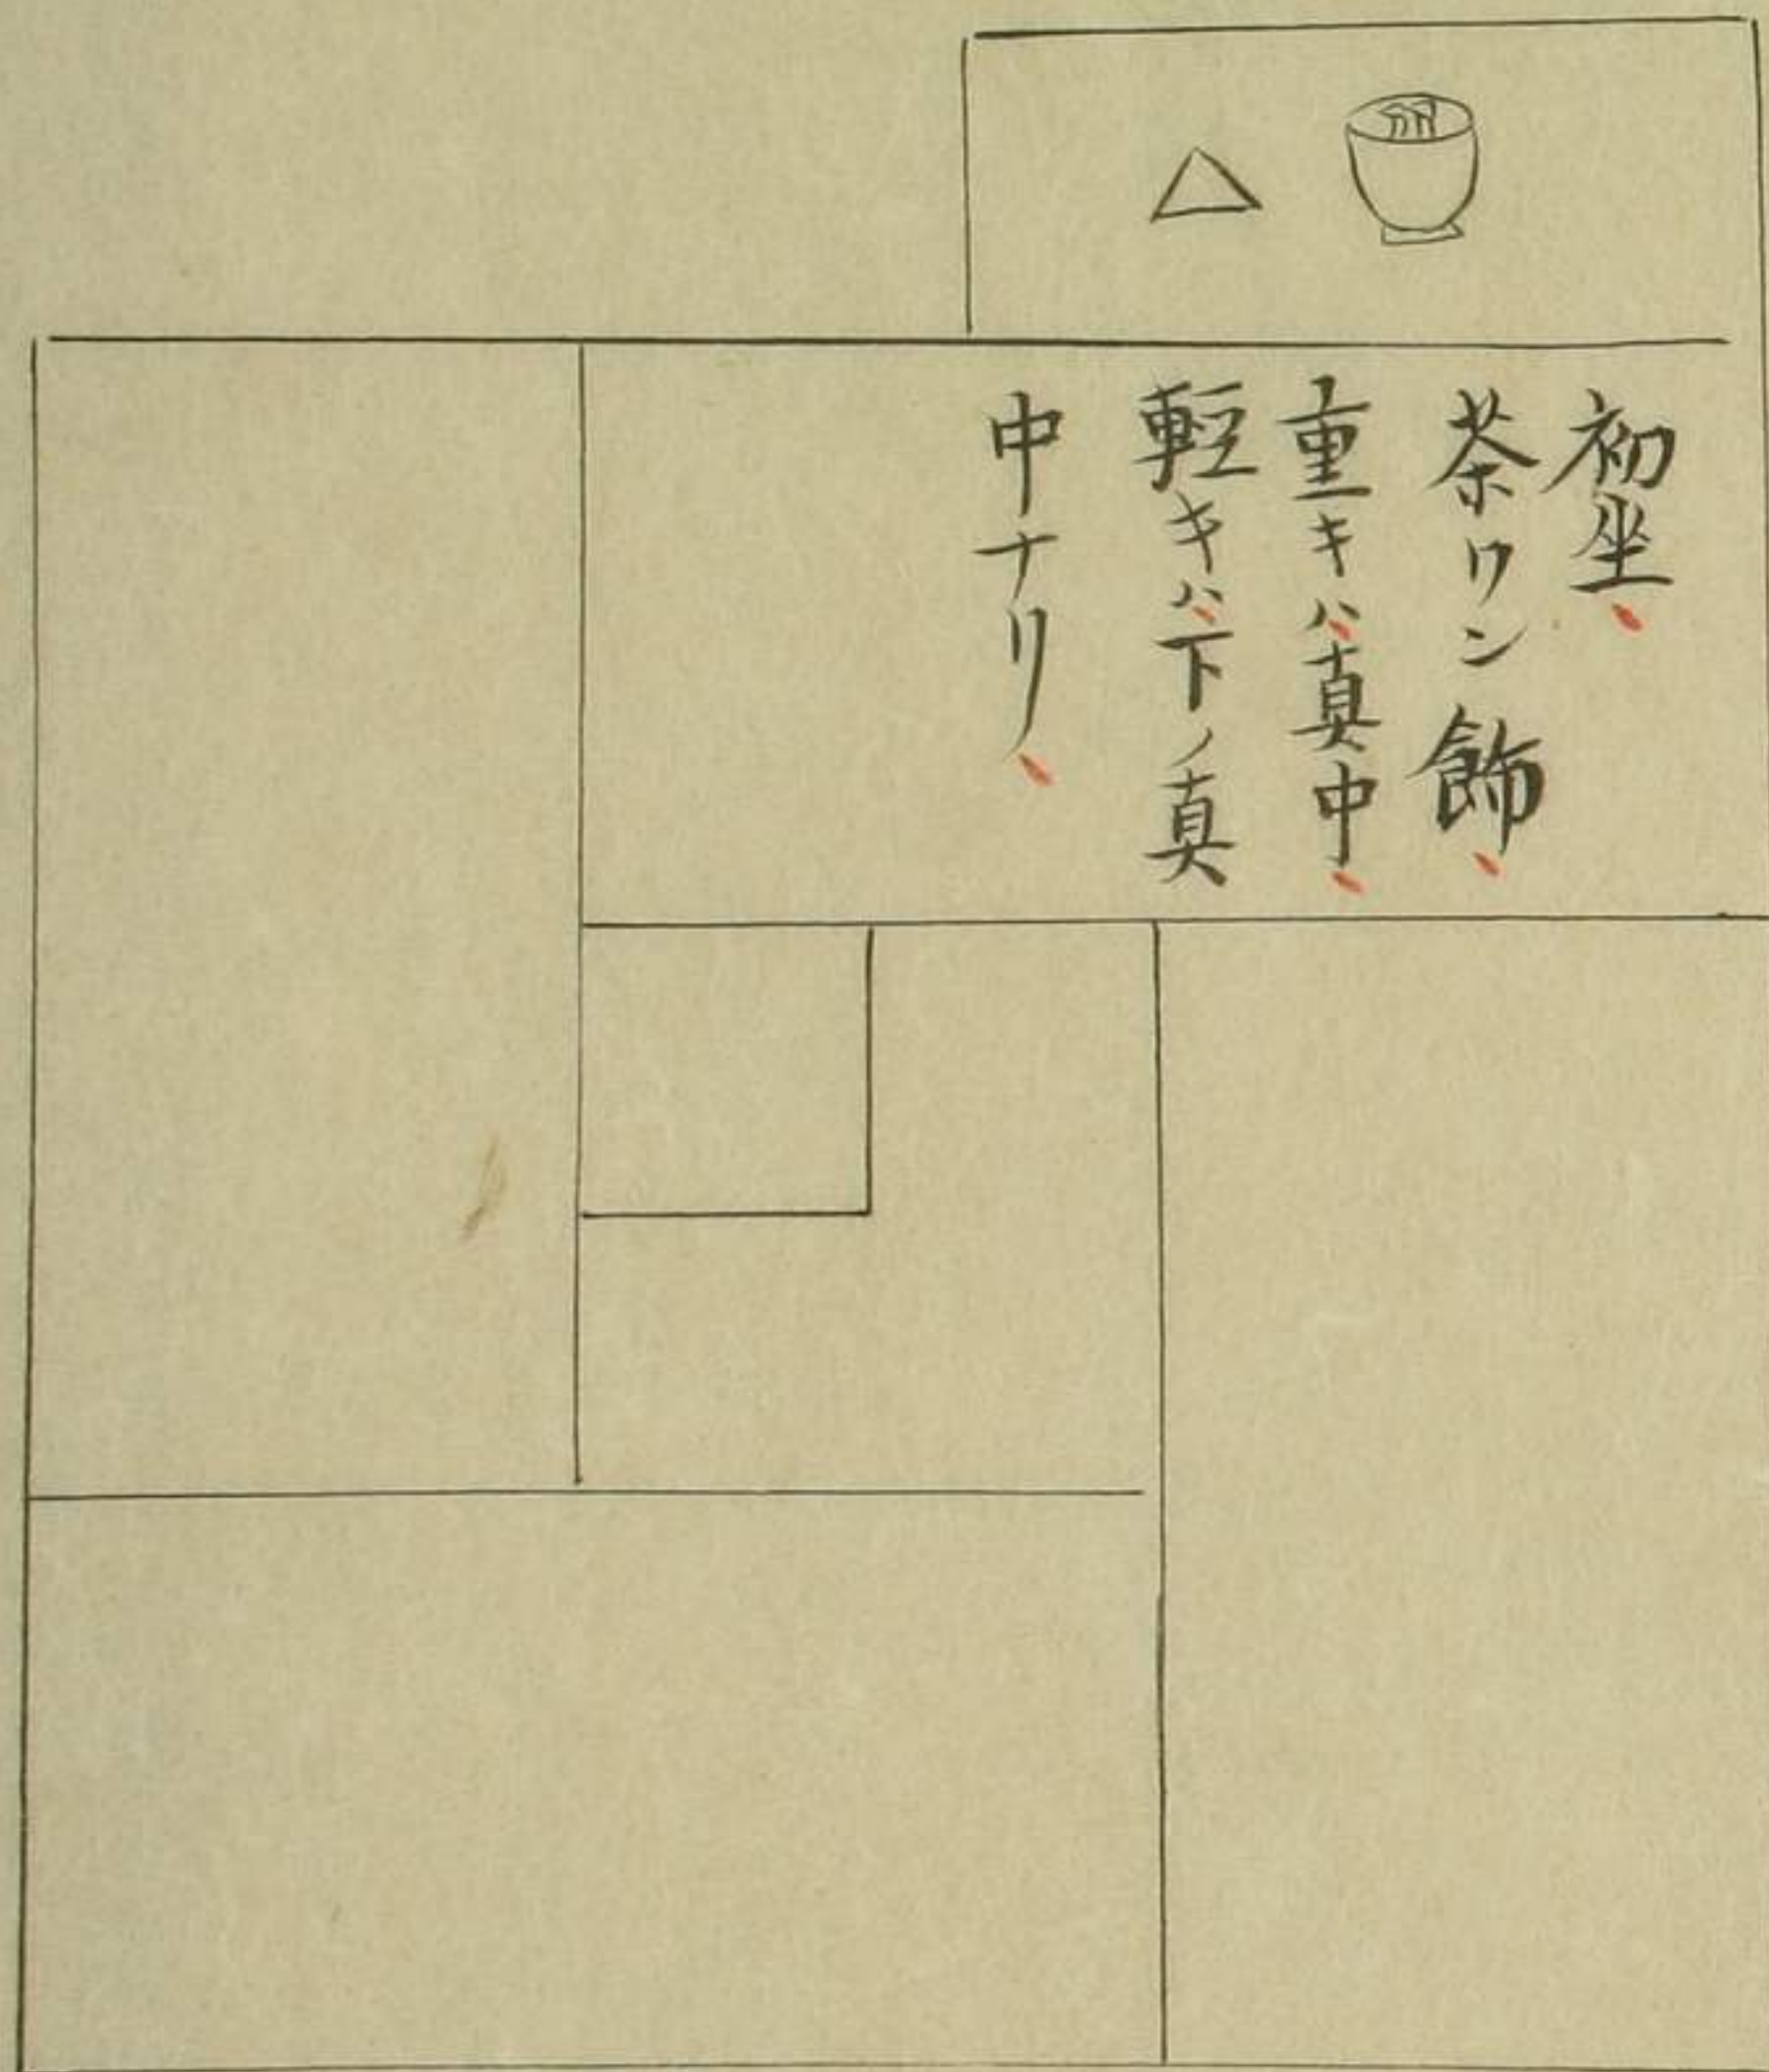 初坐、
茶ワン飾、
重キハ、真中、
軽キハ、下ノ真
中ナリ、